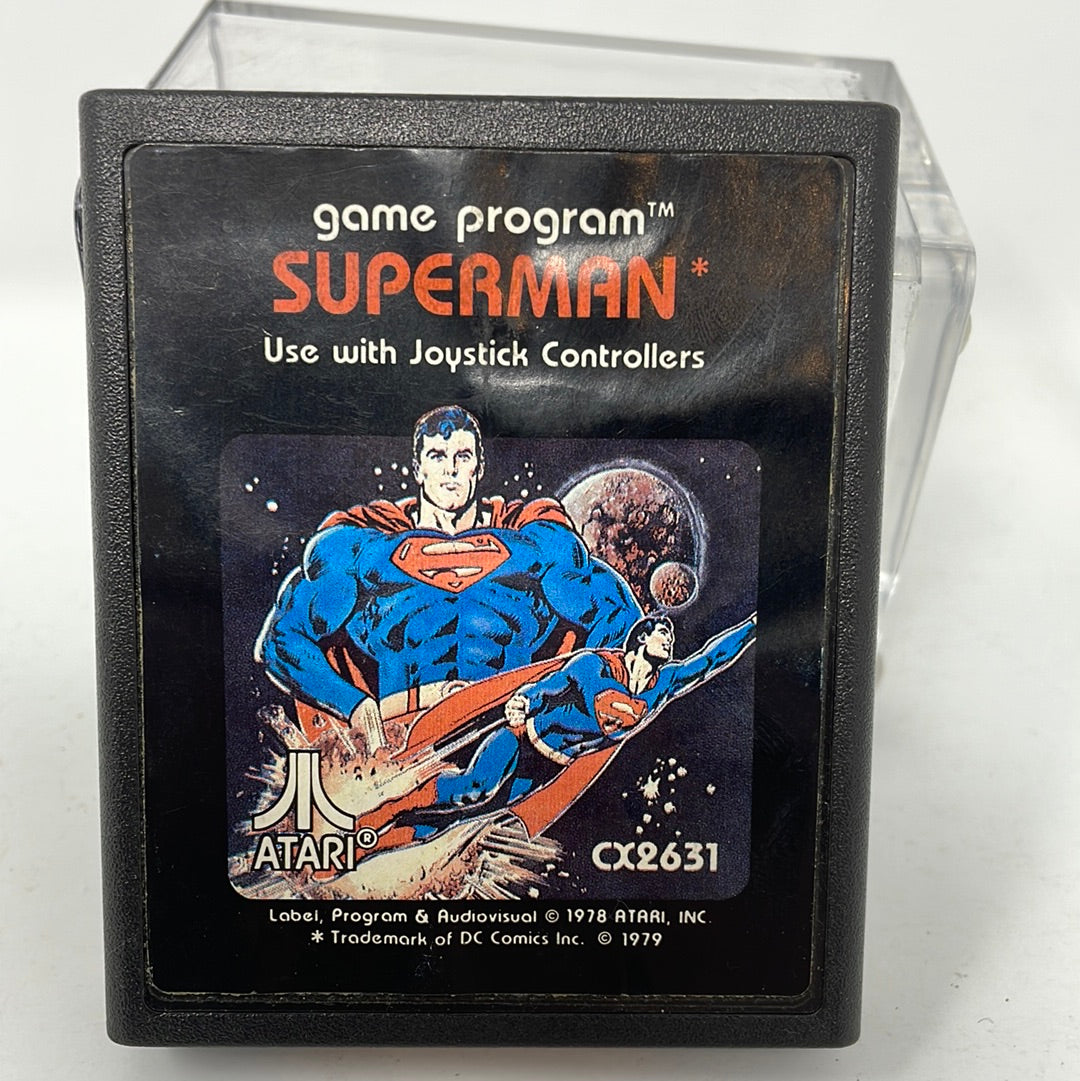 game program™
SUPERMAN*
Use with Joystick Controllers
ATARI®
CX2631
Label, Program & Audiovisual © 1978 ATARI, INC.
* Trademark of DC Comics Inc. © 1979